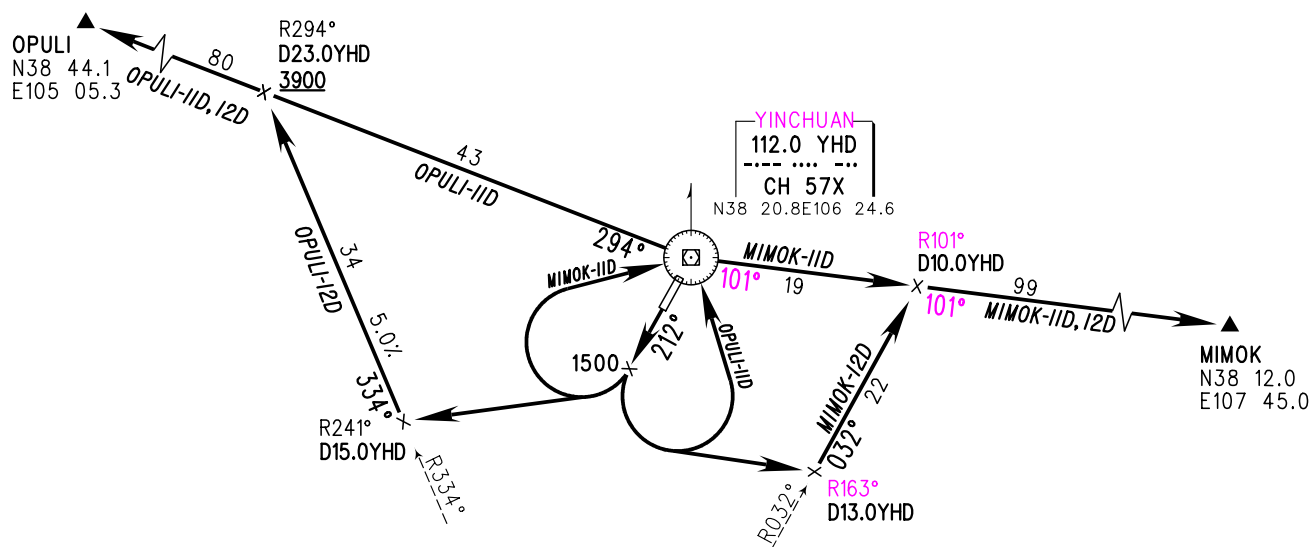 OPULI
N38 44.1
E105 05.3
80
OPULI-11D,12D
R294°
D23.0YHD
3900
43
OPULI-11D
YINCHUAN
112.0 YHD
-.-- .... -..
CH 57X
N38 20.8E106 24.6
294°
MIMOK-11D
101°
MIMOK-11D
19
R101°
D10.0YHD
101°
99
MIMOK-11D,12D
MIMOK
N38 12.0
E107 45.0
OPULI-12D
34
5.0%
334°
R241°
D15.0YHD
R334°
1500
212°
OPULI-11D
MIMOK-12D
22
032°
R163°
D13.0YHD
R032°